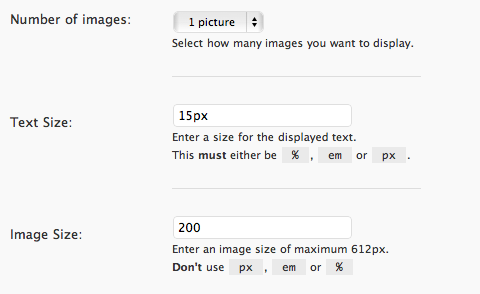 Number of images:
1 picture
Select how many images you want to display.
Text Size:
15px
Enter a size for the displayed text.
This must either be % , em or px .
Image Size:
200
Enter an image size of maximum 612px.
Don't use px , em or %